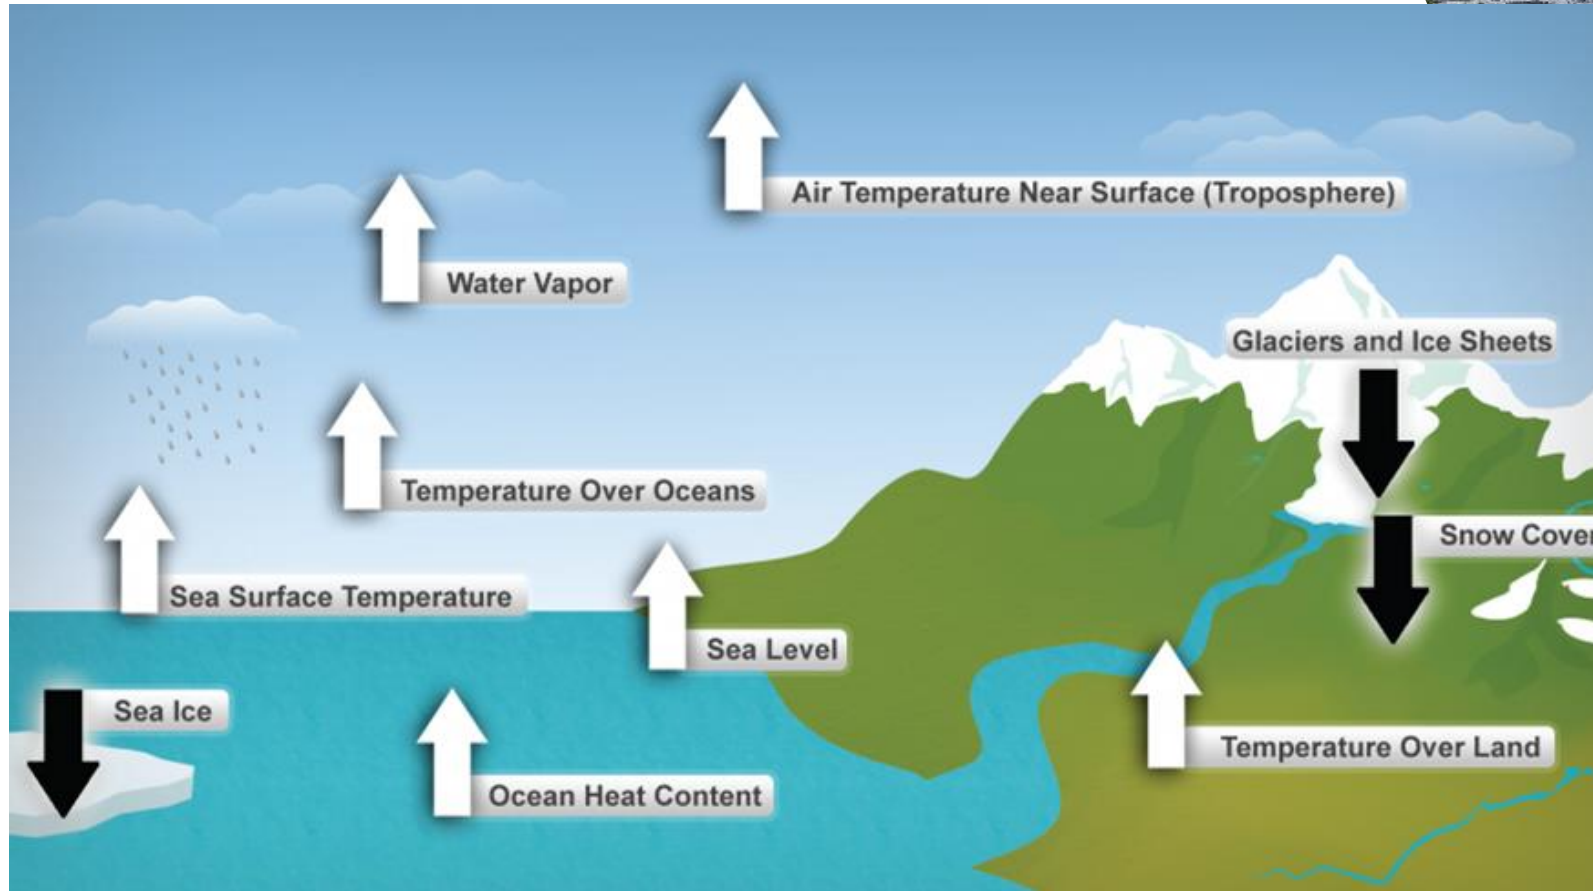 Air Temperature Near Surface (Troposphere)
Water Vapor
Glaciers and Ice Sheets
Temperature Over Oceans
Snow Cover
Sea Surface Temperature
Sea Level
Sea Ice
Temperature Over Land
Ocean Heat Content